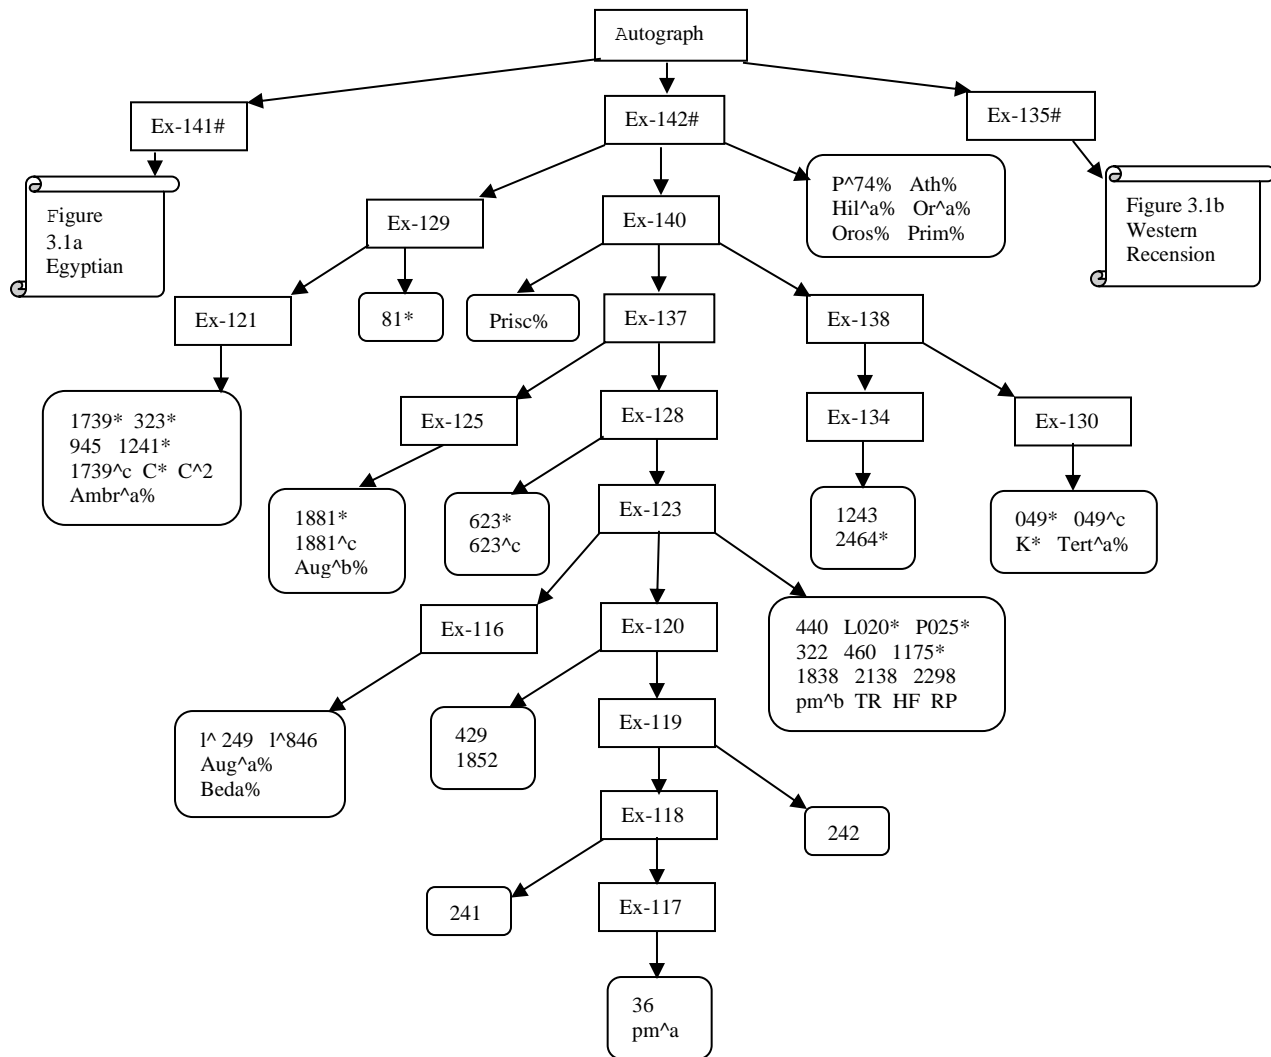 Autograph
Ex-141#
Ex-142#
Ex-135#
Figure
3.1a
Egyptian
Ex-129
Ex-140
P^74% Ath%
Hil^a% Or^a%
Oros% Prim%
Figure 3.1b
Western
Recension
Ex-121
81*
Prisc%
Ex-137
Ex-138
1739* 323*
945 1241*
1739^c C* C^2
Ambr^a%
Ex-125
Ex-128
Ex-134
Ex-130
1881*
1881^c
Aug^b%
623*
623^c
Ex-123
1243
2464*
049* 049^c
K* Tert^a%
Ex-116
Ex-120
440 L020* P025*
322 460 1175*
1838 2138 2298
pm^b TR HF RP
l^ 249 l^846
Aug^a%
Beda%
429
1852
Ex-119
Ex-118
242
241
Ex-117
36
pm^a